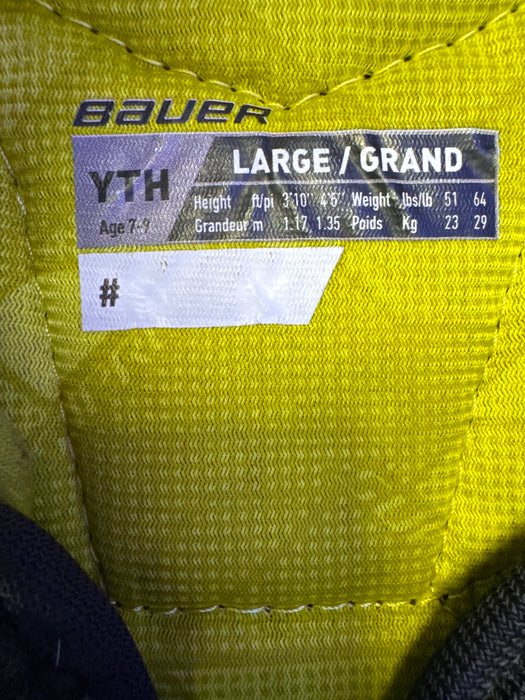 BAUER
YTH
Age 7-9
LARGE / GRAND
Height ft/pi 3'10" 4'5" Weight lbs/lb 51 64
Grandeur m 1.17 1.35 Poids Kg 23 29
#